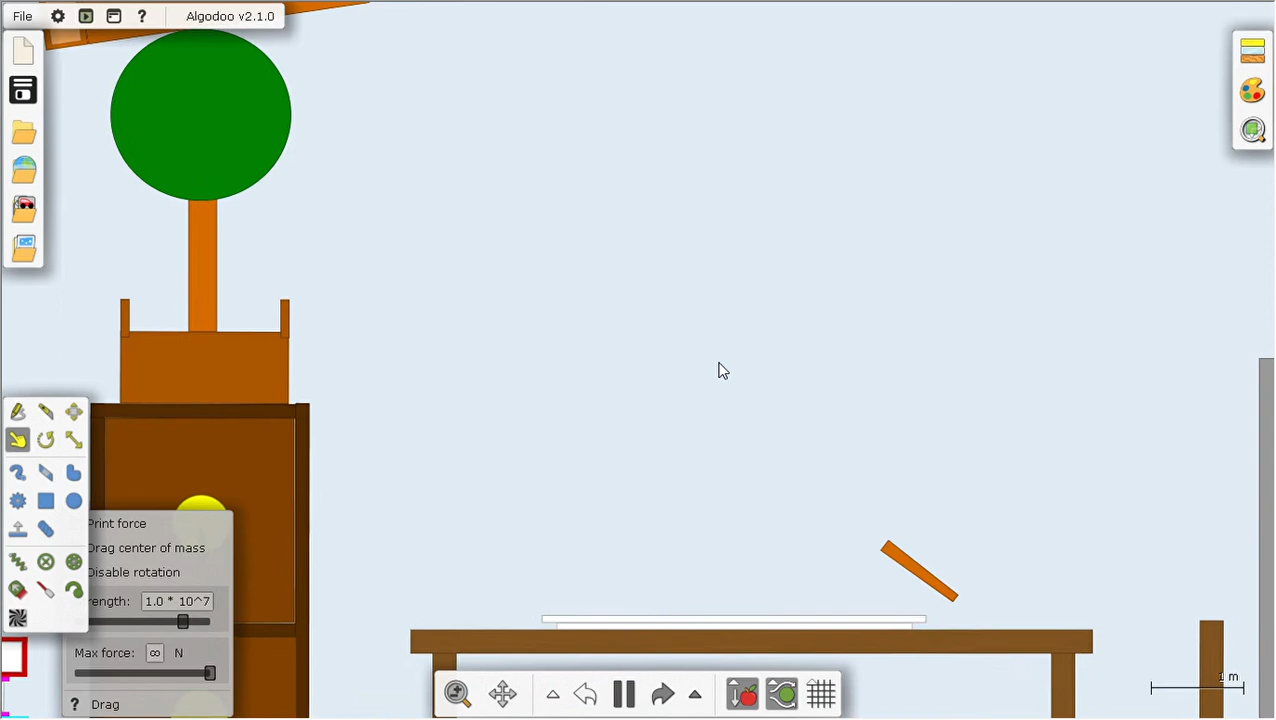 File ? Algodoo v2.1.0
Print force
Drag center of mass
Disable rotation
rength: 1.0 * 10^7
Max force: ∞ N
? Drag
1 m